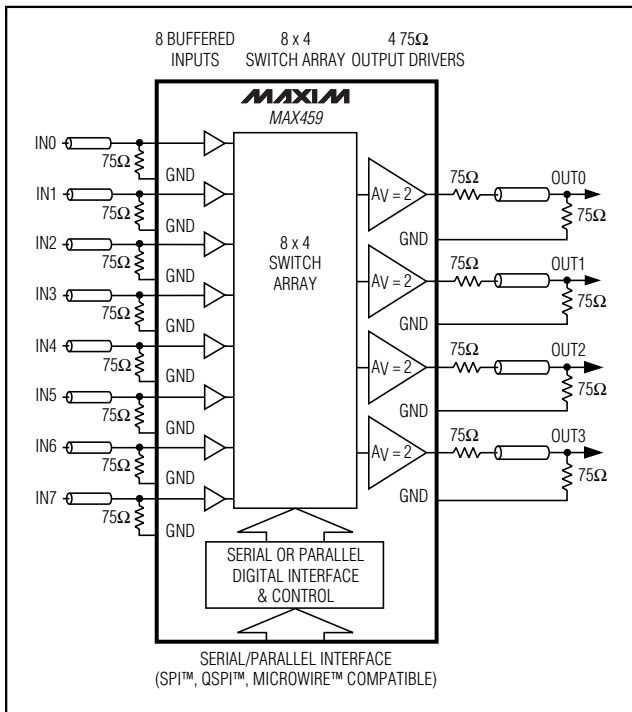 8 BUFFERED INPUTS
8 x 4 SWITCH ARRAY
4 75Ω OUTPUT DRIVERS
MAXIM
MAX459
IN0
75Ω
GND
IN1
75Ω
GND
IN2
75Ω
GND
IN3
75Ω
GND
IN4
75Ω
GND
IN5
75Ω
GND
IN6
75Ω
GND
IN7
75Ω
GND
8 x 4
SWITCH
ARRAY
AV = 2
75Ω
OUT0
75Ω
GND
AV = 2
75Ω
OUT1
75Ω
GND
AV = 2
75Ω
OUT2
75Ω
GND
AV = 2
75Ω
OUT3
75Ω
GND
SERIAL OR PARALLEL
DIGITAL INTERFACE
& CONTROL
SERIAL/PARALLEL INTERFACE
(SPI™, QSPI™, MICROWIRE™ COMPATIBLE)